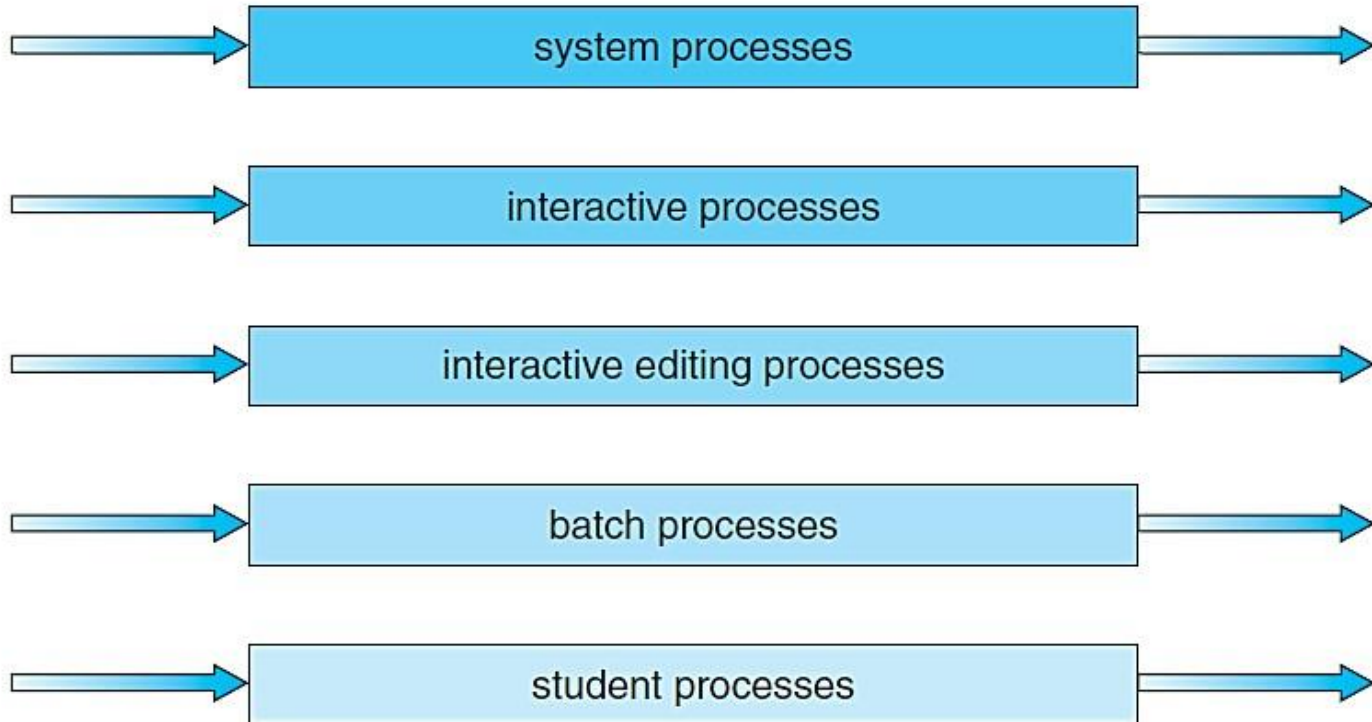 system processes
interactive processes
interactive editing processes
batch processes
student processes